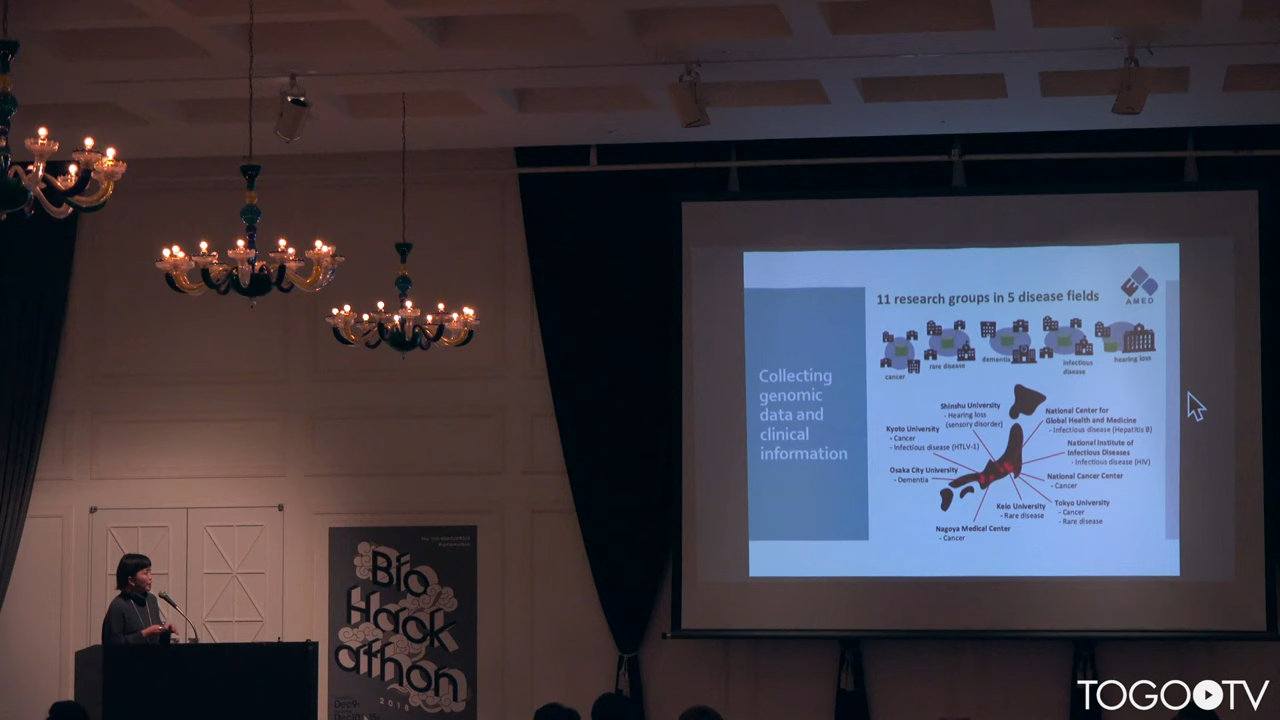 11 research groups in 5 disease fields
AMED
cancer
rare disease
dementia
infectious
disease
hearing loss
Collecting
genomic
data and
clinical
information
Shinshu University
- Hearing loss
(sensory disorder)
National Center for
Global Health and Medicine
- Infectious disease (Hepatitis B)
Kyoto University
- Cancer
- Infectious disease (HTLV-1)
National Institute of
Infectious Diseases
- Infectious disease (HIV)
Osaka City University
- Dementia
National Cancer Center
- Cancer
Keio University
- Rare disease
Tokyo University
- Cancer
- Rare disease
Nagoya Medical Center
- Cancer
Bio
Hack
athon
TOGO TV